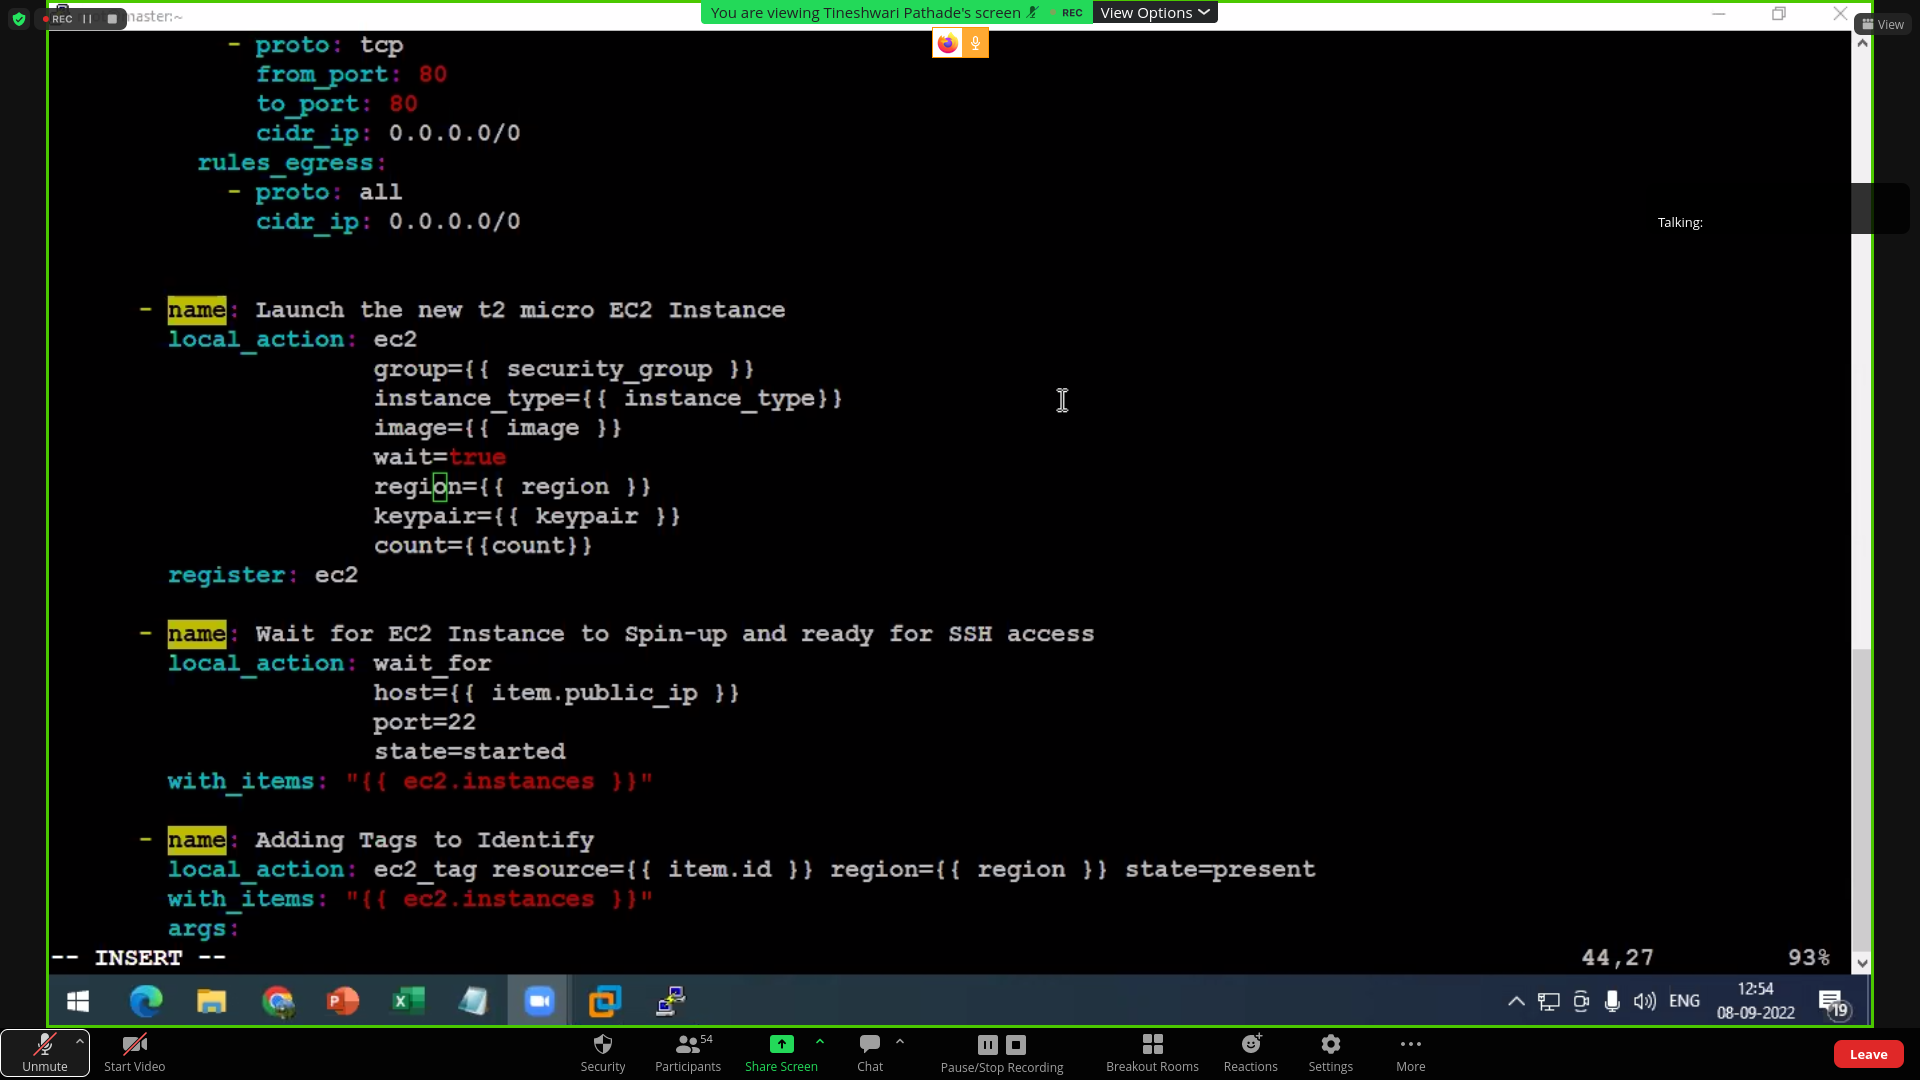 REC
master:~
You are viewing Tineshwari Pathade's screen
REC
View Options
View
- proto: tcp
from_port: 80
to_port: 80
cidr_ip: 0.0.0.0/0
rules_egress:
- proto: all
cidr_ip: 0.0.0.0/0
Talking:
- name: Launch the new t2 micro EC2 Instance
local_action: ec2
group={{ security_group }}
instance_type={{ instance_type}}
image={{ image }}
wait=true
region={{ region }}
keypair={{ keypair }}
count={{count}}
register: ec2
- name: Wait for EC2 Instance to Spin-up and ready for SSH access
local_action: wait_for
host={{ item.public_ip }}
port=22
state=started
with_items: "{{ ec2.instances }}"
- name: Adding Tags to Identify
local_action: ec2_tag resource={{ item.id }} region={{ region }} state=present
with_items: "{{ ec2.instances }}"
args:
-- INSERT -- 44,27 93%
ENG
12:54
08-09-2022
19
Unmute
Start Video
Security
Participants
54
Share Screen
Chat
Pause/Stop Recording
Breakout Rooms
Reactions
Settings
More
Leave